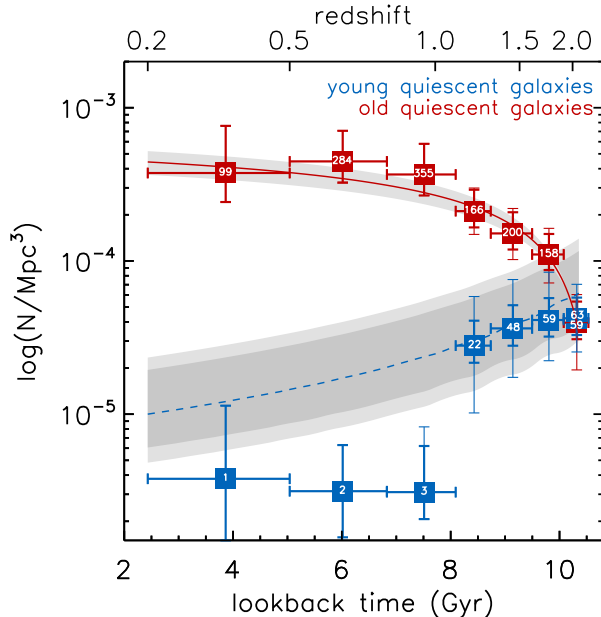 redshift
0.2 0.5 1.0 1.5 2.0
young quiescent galaxies
old quiescent galaxies
10⁻³
99 284 355 166 200 158 59
10⁻⁴
log(N/Mpc³)
22 48 59 63
10⁻⁵
1 2 3
2 4 6 8 10
lookback time (Gyr)